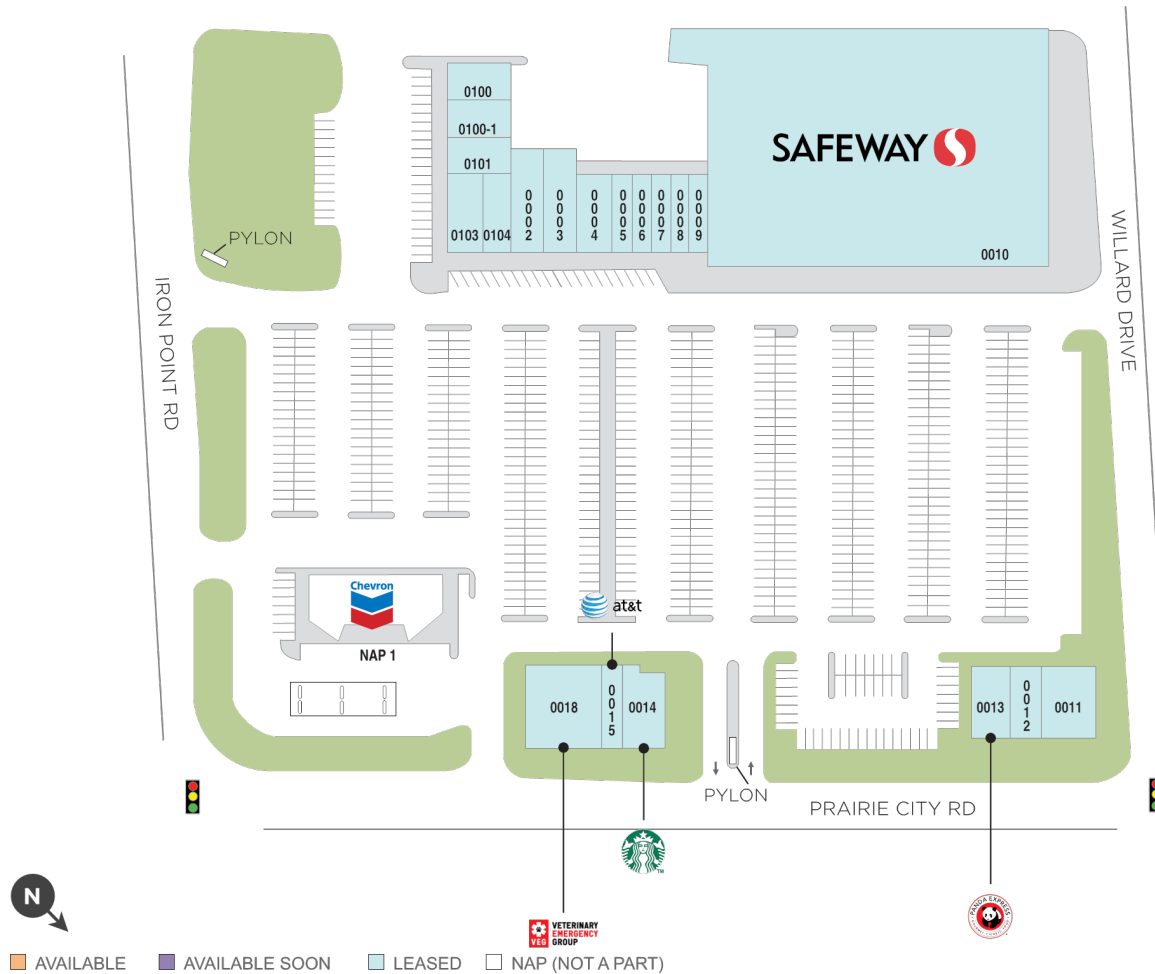 0100
0100-1
0101
0103
0104
0002
0003
0004
0005
0006
0007
0008
0009
SAFEWAY
0010
PYLON
IRON POINT RD
WILLARD DRIVE
Chevron
NAP 1
at&t
0018
0015
0014
0013
0012
0011
PYLON
PRAIRIE CITY RD
TM
VEG
VETERINARY
EMERGENCY
GROUP
PANDA EXPRESS
N
AVAILABLE
AVAILABLE SOON
LEASED
NAP (NOT A PART)